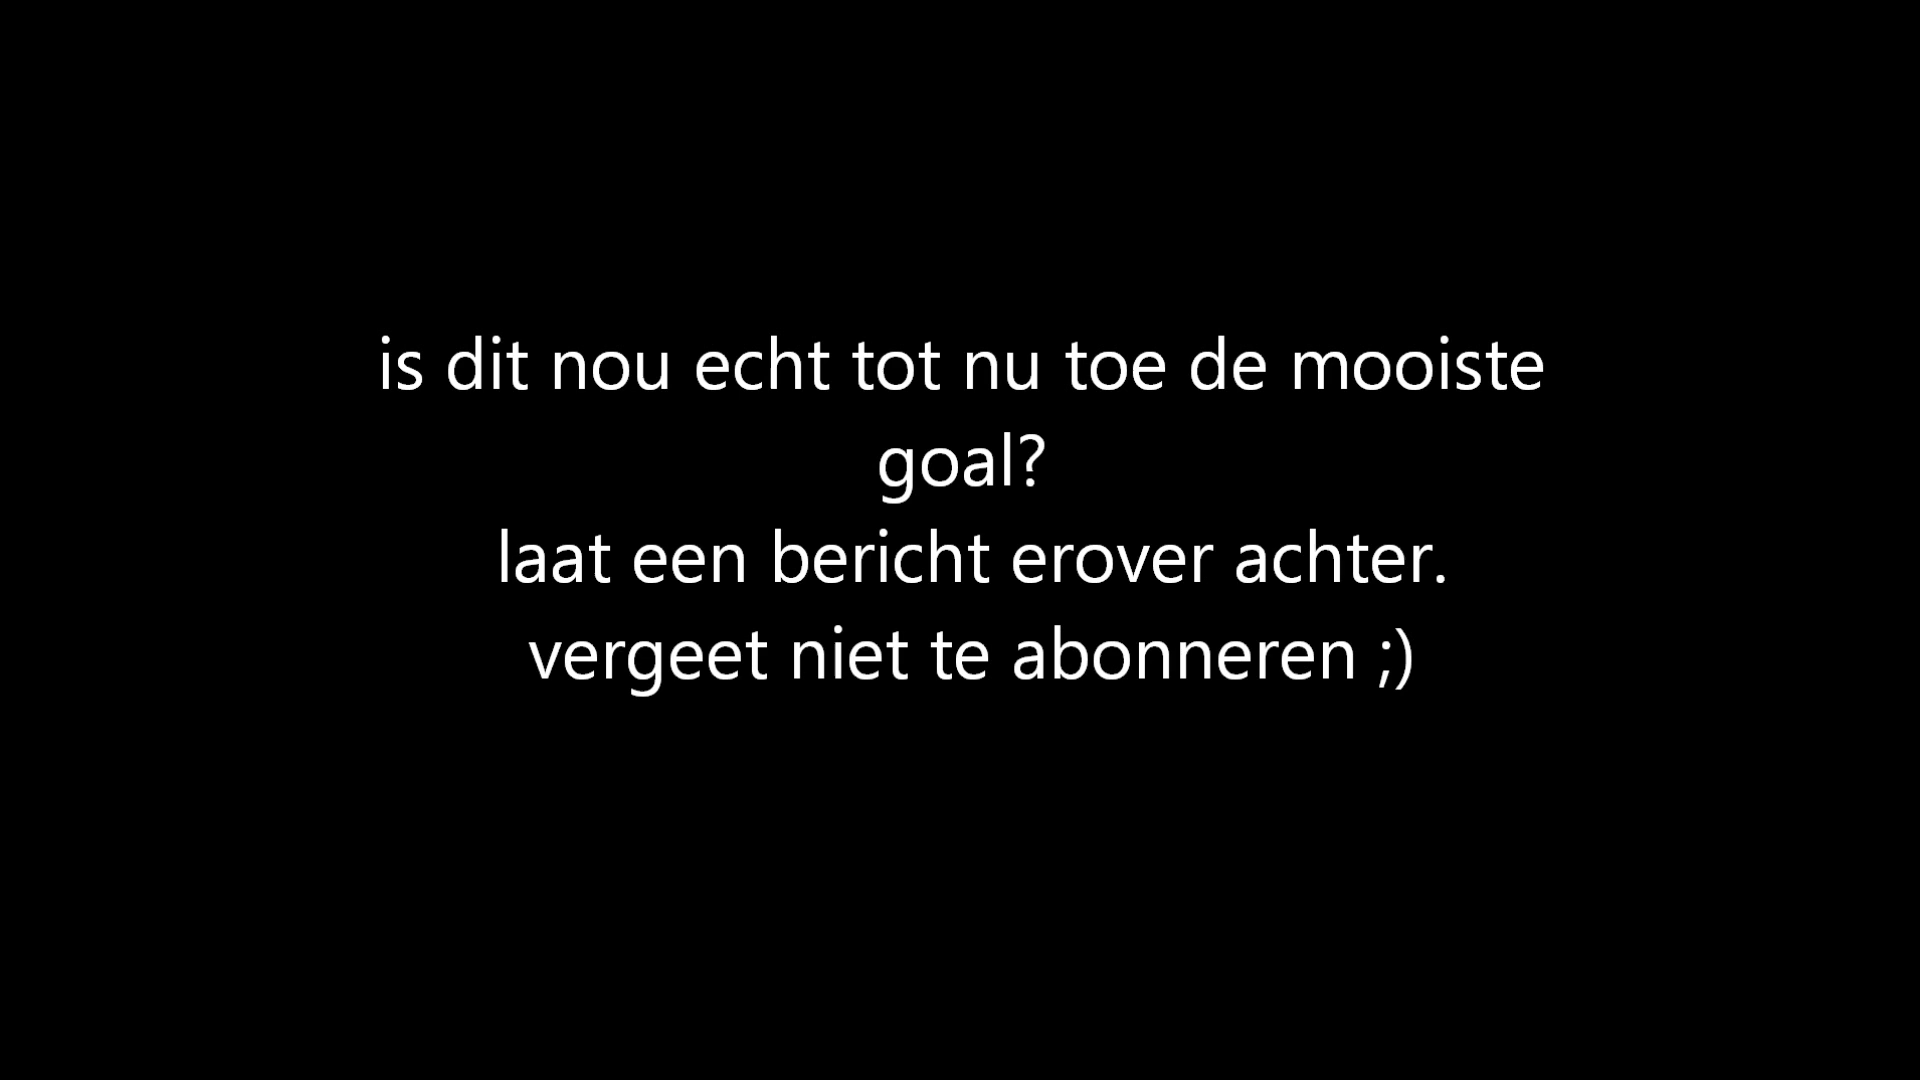 is dit nou echt tot nu toe de mooiste
goal?
laat een bericht erover achter.
vergeet niet te abonneren ;)